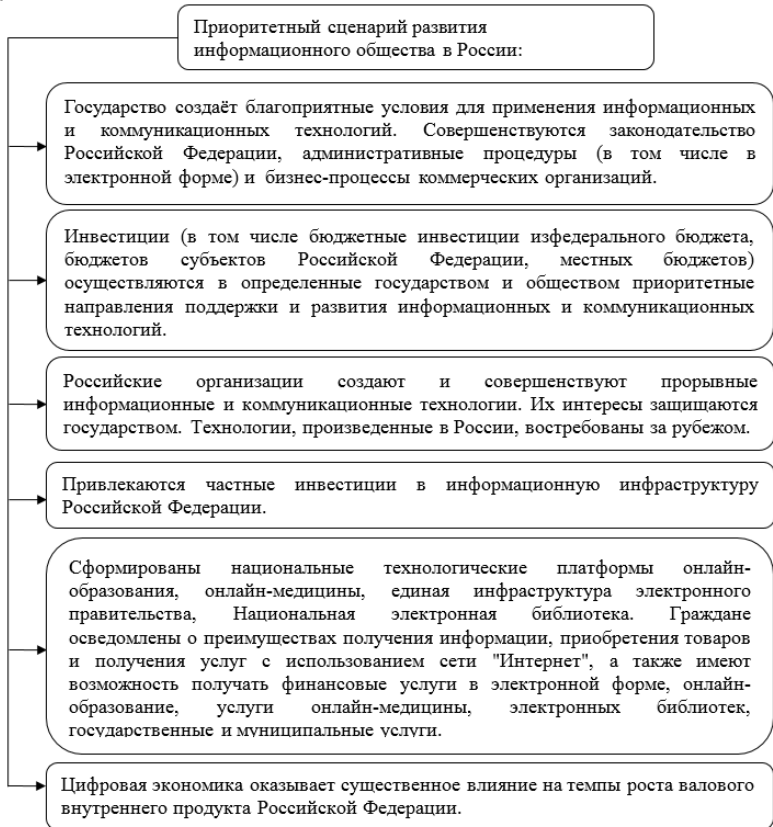 Приоритетный сценарий развития
информационного общества в России:
Государство создаёт благоприятные условия для применения информационных
и коммуникационных технологий. Совершенствуются законодательство
Российской Федерации, административные процедуры (в том числе в
электронной форме) и бизнес-процессы коммерческих организаций.
Инвестиции (в том числе бюджетные инвестиции изфедерального бюджета,
бюджетов субъектов Российской Федерации, местных бюджетов)
осуществляются в определенные государством и обществом приоритетные
направления поддержки и развития информационных и коммуникационных
технологий.
Российские организации создают и совершенствуют прорывные
информационные и коммуникационные технологии. Их интересы защищаются
государством. Технологии, произведенные в России, востребованы за рубежом.
Привлекаются частные инвестиции в информационную инфраструктуру
Российской Федерации.
Сформированы национальные технологические платформы онлайн-
образования, онлайн-медицины, единая инфраструктура электронного
правительства, Национальная электронная библиотека. Граждане
осведомлены о преимуществах получения информации, приобретения товаров
и получения услуг с использованием сети "Интернет", а также имеют
возможность получать финансовые услуги в электронной форме, онлайн-
образование, услуги онлайн-медицины, электронных библиотек,
государственные и муниципальные услуги.
Цифровая экономика оказывает существенное влияние на темпы роста валового
внутреннего продукта Российской Федерации.